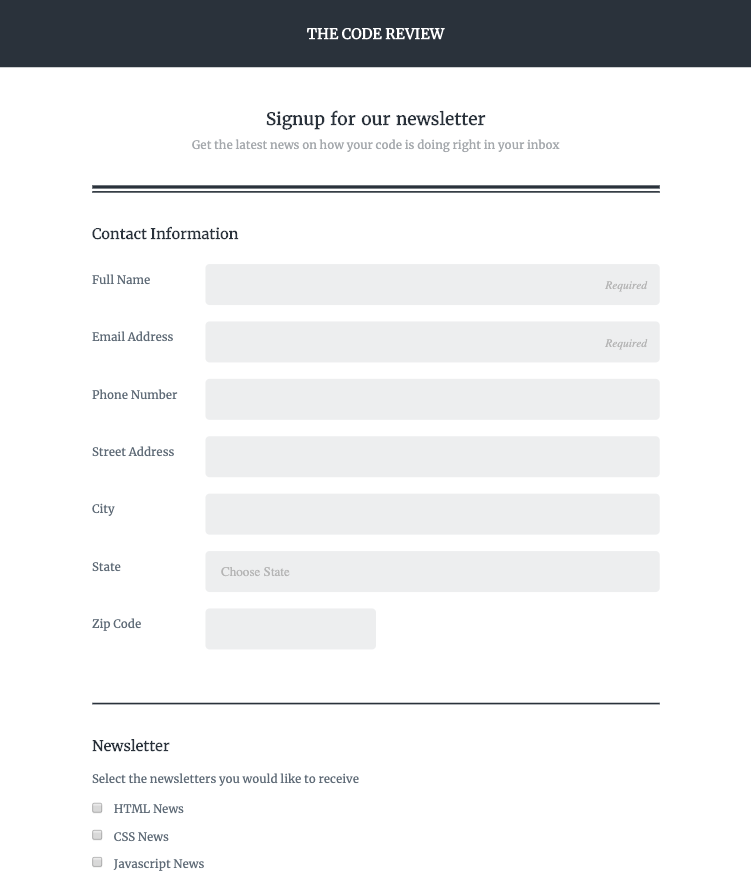 THE CODE REVIEW
Signup for our newsletter
Get the latest news on how your code is doing right in your inbox
Contact Information
Full Name Required
Email Address Required
Phone Number
Street Address
City
State Choose State
Zip Code
Newsletter
Select the newsletters you would like to receive
HTML News
CSS News
Javascript News